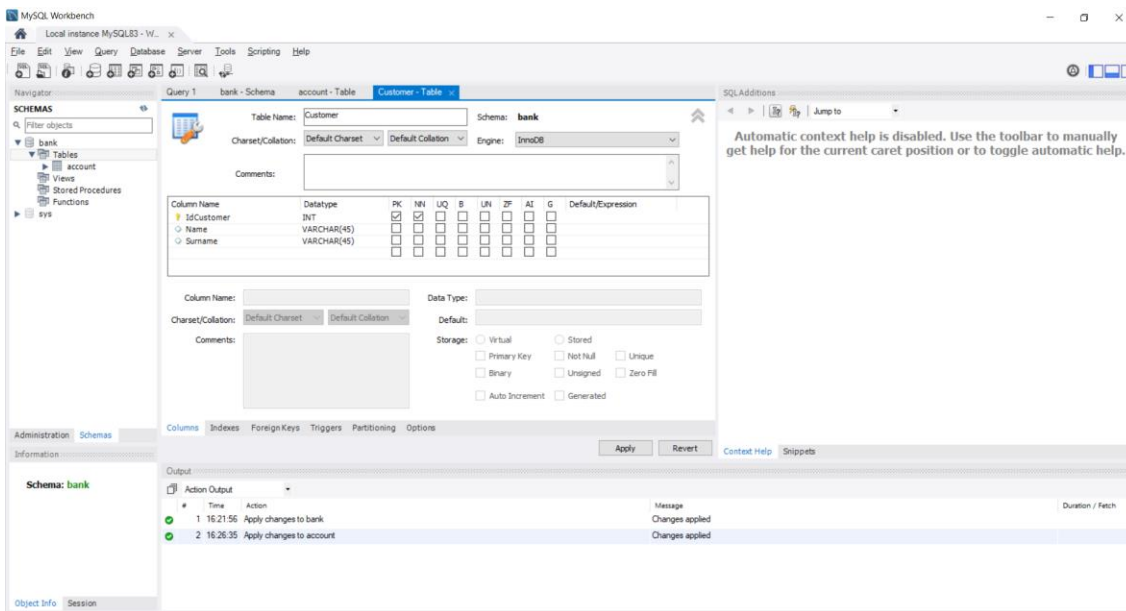 MySQL Workbench
Local instance MySQL83 - W... x
File Edit View Query Database Server Tools Scripting Help
Navigator
SCHEMAS
Filter objects
bank
Tables
account
Views
Stored Procedures
Functions
sys
Administration Schemas
Information
Schema: bank
Object Info Session
Query 1 bank - Schema account - Table Customer - Table x
Table Name: Customer Schema: bank
Charset/Collation: Default Charset Default Collation Engine: InnoDB
Comments:
Column Name Datatype PK NN UQ B UN ZF AI G Default/Expression
IdCustomer INT
Name VARCHAR(45)
Surname VARCHAR(45)
Column Name: Data Type:
Charset/Collation: Default Charset Default Collation Default:
Comments: Storage: Virtual Stored
Primary Key Not Null Unique
Binary Unsigned Zero Fill
Auto Increment Generated
Columns Indexes Foreign Keys Triggers Partitioning Options
Apply Revert
SQLAdditions
Jump to
Automatic context help is disabled. Use the toolbar to manually
get help for the current caret position or to toggle automatic help.
Context Help Snippets
Output
Action Output
# Time Action Message Duration / Fetch
1 16:21:56 Apply changes to bank Changes applied
2 16:26:35 Apply changes to account Changes applied